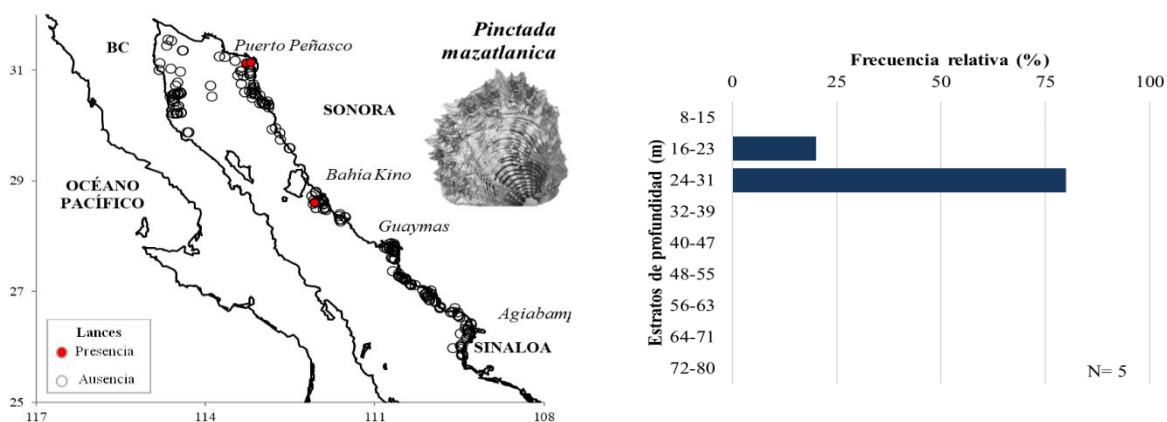 Pinctada
mazatlanica
BC
Puerto Peñasco
SONORA
OCÉANO
PACÍFICO
Bahía Kino
Guaymas
Agiabamp
SINALOA
Lances
Presencia
Ausencia
31
29
27
25
117
114
111
108
Frecuencia relativa (%)
0
25
50
75
100
Estratos de profundidad (m)
8-15
16-23
24-31
32-39
40-47
48-55
56-63
64-71
72-80
N= 5